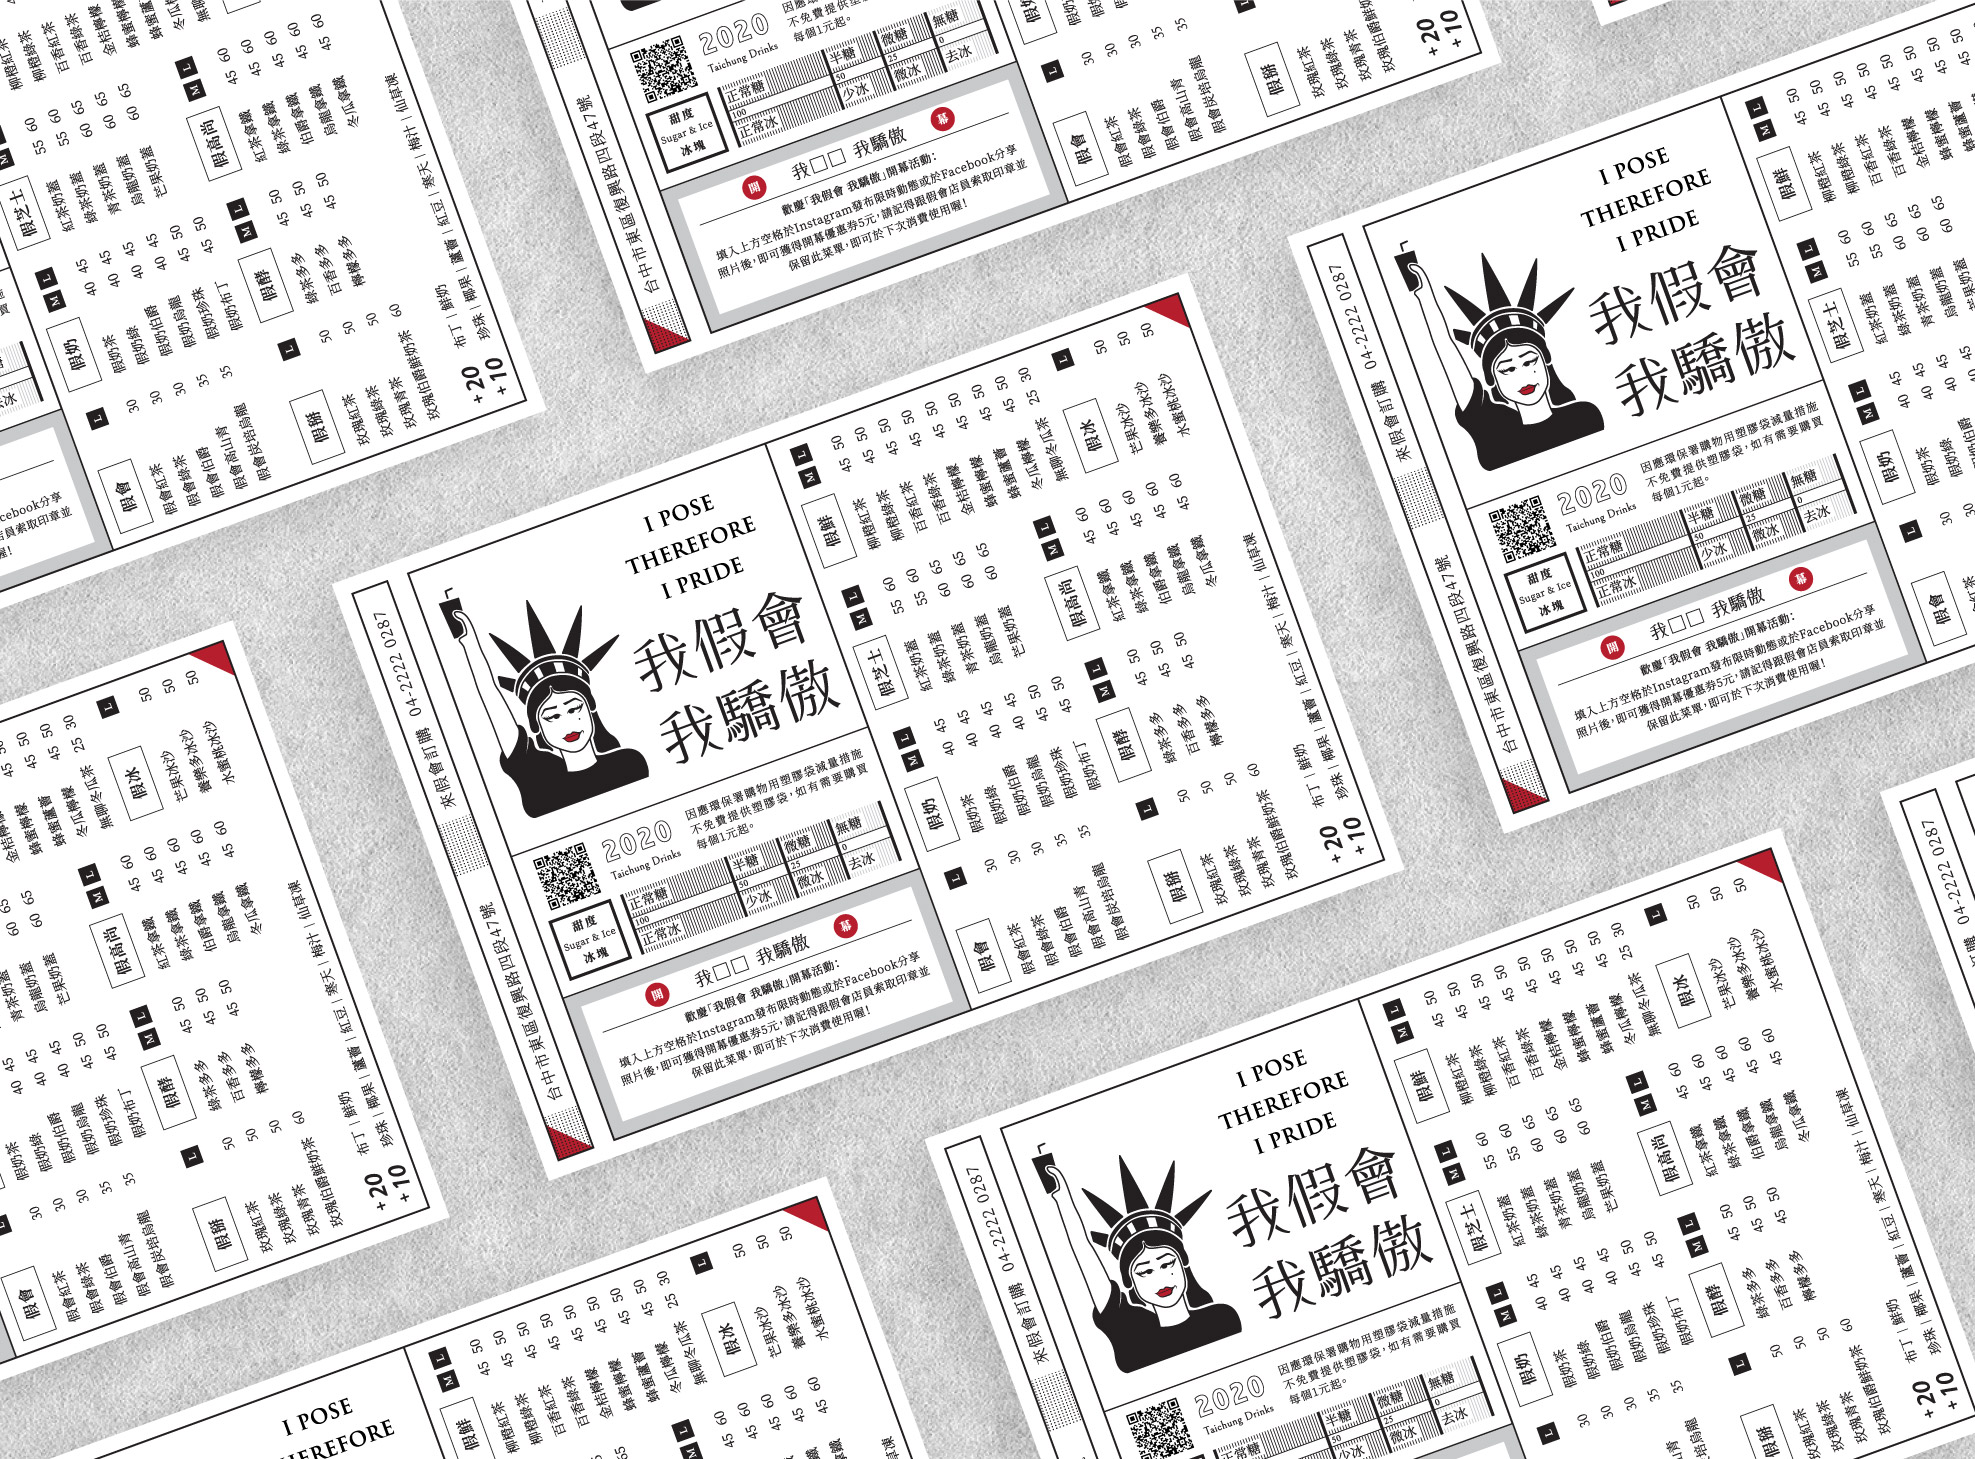 來假會訂購 04-2222 0287
台中市東區復興路四段47號
I POSE
THEREFORE
I PRIDE
我假會
我驕傲
2020
Taichung Drinks
因應環保署購物用塑膠袋減量措施
不免費提供塑膠袋，如有需要購買
每個1元起。
甜度
Sugar & Ice
冰塊
正常糖 半糖 微糖 無糖
100 50 25 0
正常冰 少冰 微冰 去冰
開 我□□ 我驕傲 幕
歡慶「我假會 我驕傲」開幕活動：
填入上方空格於Instagram發布限時動態或於Facebook分享
照片後，即可獲得開幕優惠券5元，請記得跟假會店員索取印章並
保留此菜單，即可於下次消費使用喔！
假會 L
假會紅茶 30
假會綠茶 30
假會伯爵 30
假會高山青 35
假會炭焙烏龍 35
假奶 M L
假奶茶 40 45
假奶綠 40 45
假奶伯爵 40 45
假奶烏龍 40 45
假奶珍珠 45 50
假奶布丁 45 50
假芝士 M L
紅茶奶蓋 55 60
綠茶奶蓋 55 60
青茶奶蓋 60 65
烏龍奶蓋 60 65
芒果奶蓋 60 65
假鮮 M L
柳橙紅茶 45 50
柳橙綠茶 45 50
百香紅茶 45 50
百香綠茶 45 50
金桔檸檬 45 50
蜂蜜檸檬 45 50
蜂蜜蘆薈 45 50
冬瓜檸檬 45 50
無聊冬瓜茶 25 30
假掰 L
玫瑰紅茶 50
玫瑰綠茶 50
玫瑰青茶 50
玫瑰伯爵鮮奶茶 60
假酵 M L
綠茶多多 45 50
百香多多 45 50
檸檬多多 45 50
假高尚 M L
紅茶拿鐵 45 60
綠茶拿鐵 45 60
伯爵拿鐵 45 60
烏龍拿鐵 45 60
冬瓜拿鐵 45 60
假冰 L
芒果冰沙 50
養樂多冰沙 50
水蜜桃冰沙 50
+20 布丁｜鮮奶
+10 珍珠｜椰果｜蘆薈｜紅豆｜寒天｜梅汁｜仙草凍